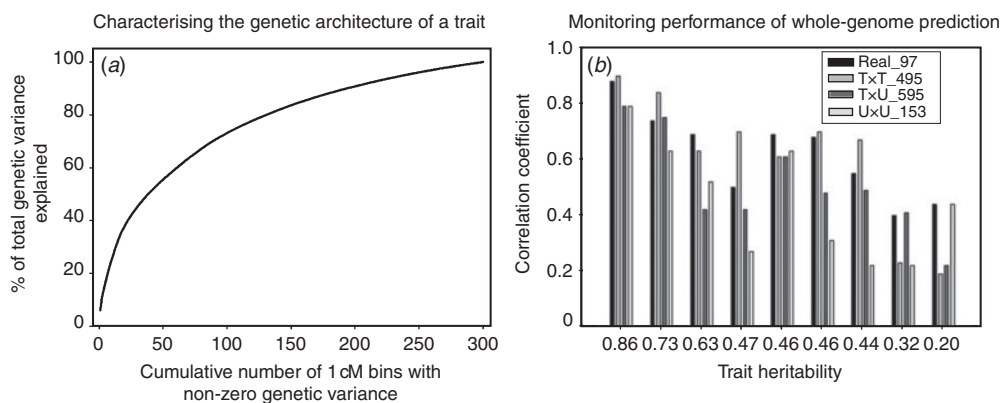 Characterising the genetic architecture of a trait
(a)
% of total genetic variance
explained
100
80
60
40
20
0
0 50 100 150 200 250 300
Cumulative number of 1 cM bins with
non-zero genetic variance
Monitoring performance of whole-genome prediction
(b)
Real_97
T×T_495
T×U_595
U×U_153
Correlation coefficient
1.0
0.8
0.6
0.4
0.2
0
0.86 0.73 0.63 0.47 0.46 0.46 0.44 0.32 0.20
Trait heritability